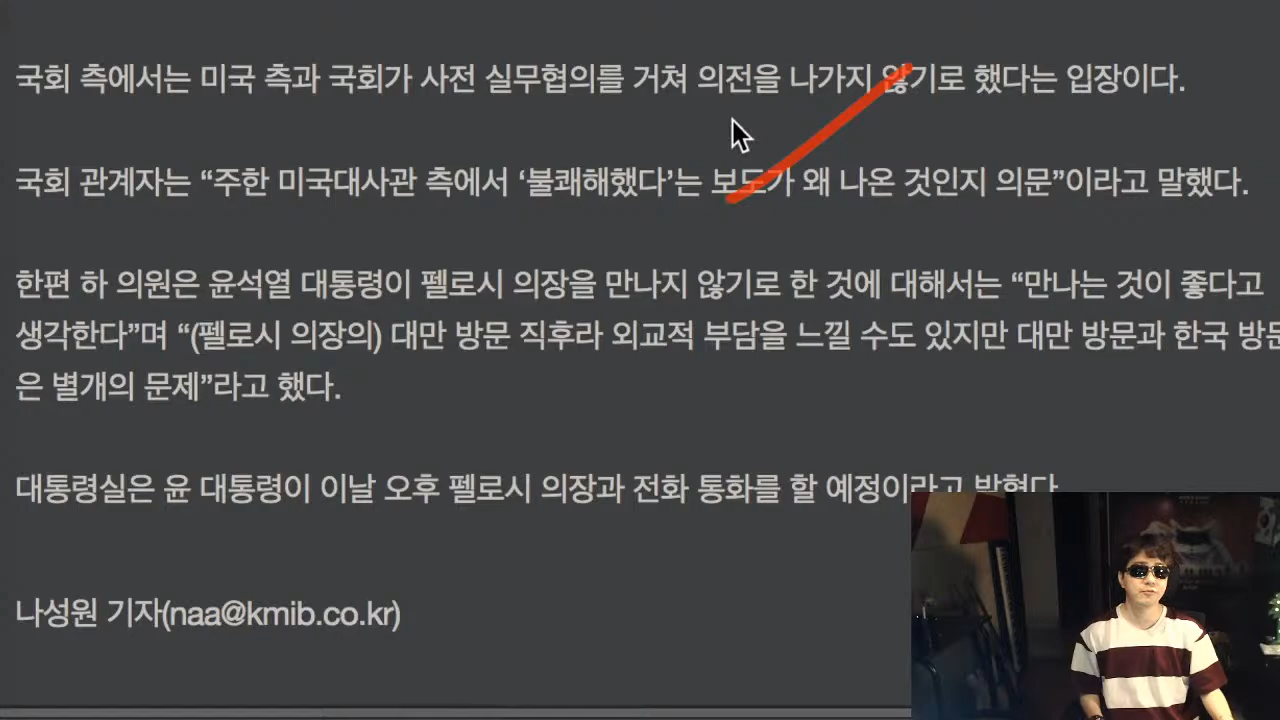 국회 측에서는 미국 측과 국회가 사전 실무협의를 거쳐 의전을 나가지 않기로 했다는 입장이다.
국회 관계자는 “주한 미국대사관 측에서 ‘불쾌해했다’는 보도가 왜 나온 것인지 의문”이라고 말했다.
한편 하 의원은 윤석열 대통령이 펠로시 의장을 만나지 않기로 한 것에 대해서는 “만나는 것이 좋다고
생각한다”며 “(펠로시 의장의) 대만 방문 직후라 외교적 부담을 느낄 수도 있지만 대만 방문과 한국 방문
은 별개의 문제”라고 했다.
대통령실은 윤 대통령이 이날 오후 펠로시 의장과 전화 통화를 할 예정이라고 밝혔다.
나성원 기자(naa@kmib.co.kr)